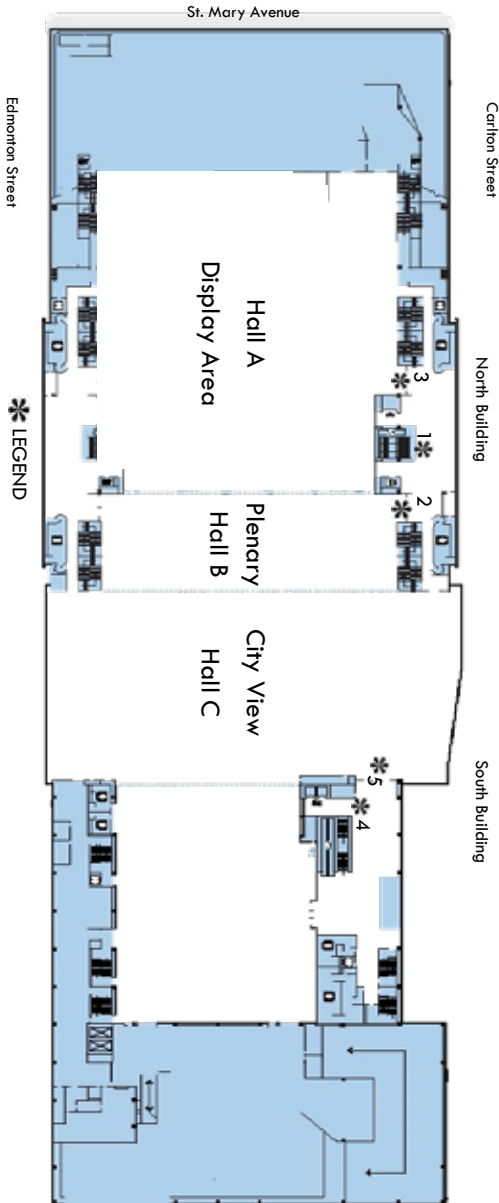 St. Mary Avenue
Carlton Street
Edmonton Street
North Building
South Building
Hall A
Display Area
Plenary
Hall B
City View
Hall C
3
1
2
5
4
LEGEND